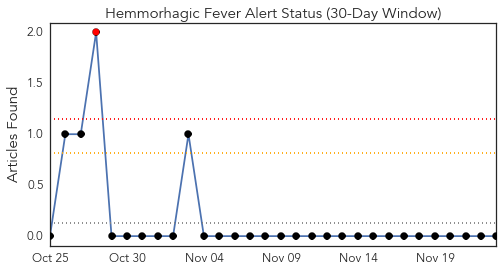 Hemmorhagic Fever Alert Status (30-Day Window)
Articles Found
2.0
1.5
1.0
0.5
0.0
Oct 25 Oct 30 Nov 04 Nov 09 Nov 14 Nov 19